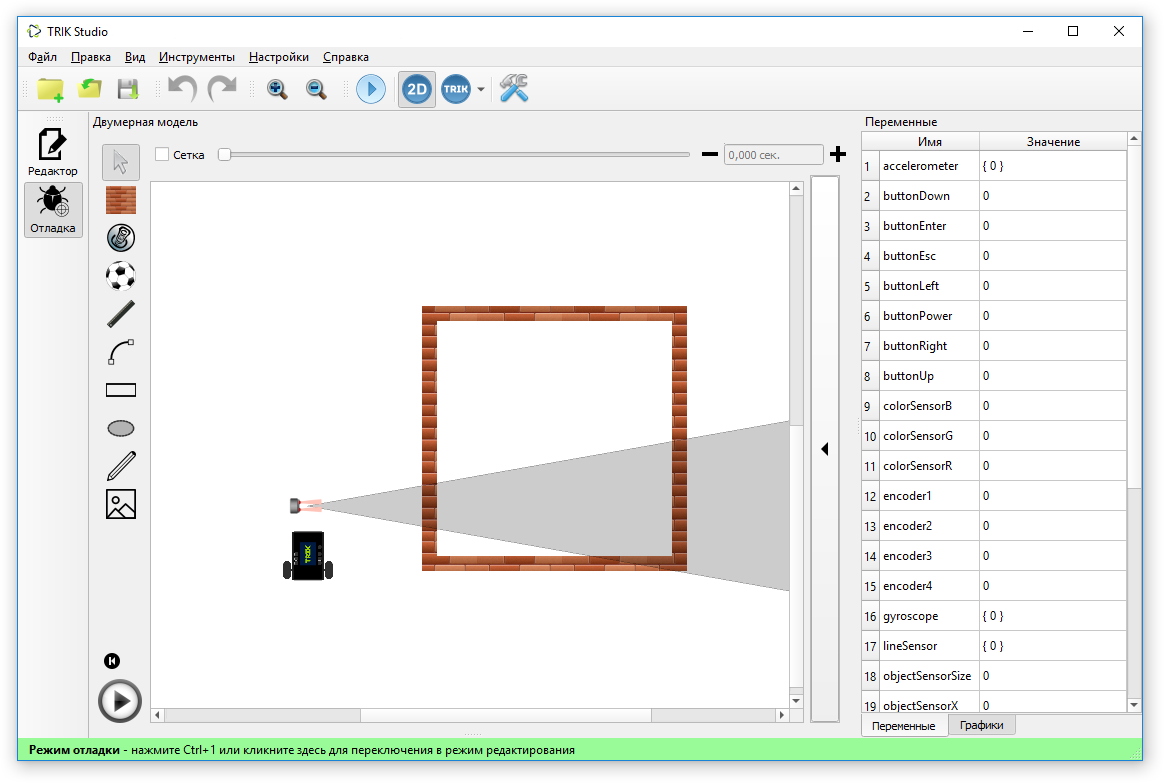 TRIK Studio
Файл Правка Вид Инструменты Настройки Справка
2D TRIK
Двумерная модель
Переменные
Редактор
Отладка
Сетка
0,000 сек.
Имя Значение
1 accelerometer { 0 }
2 buttonDown 0
3 buttonEnter 0
4 buttonEsc 0
5 buttonLeft 0
6 buttonPower 0
7 buttonRight 0
8 buttonUp 0
9 colorSensorB 0
10 colorSensorG 0
11 colorSensorR 0
12 encoder1 0
13 encoder2 0
14 encoder3 0
15 encoder4 0
16 gyroscope { 0 }
17 lineSensor { 0 }
18 objectSensorSize 0
19 objectSensorX 0
TRIK
Переменные Графики
Режим отладки - нажмите Ctrl+1 или кликните здесь для переключения в режим редактирования